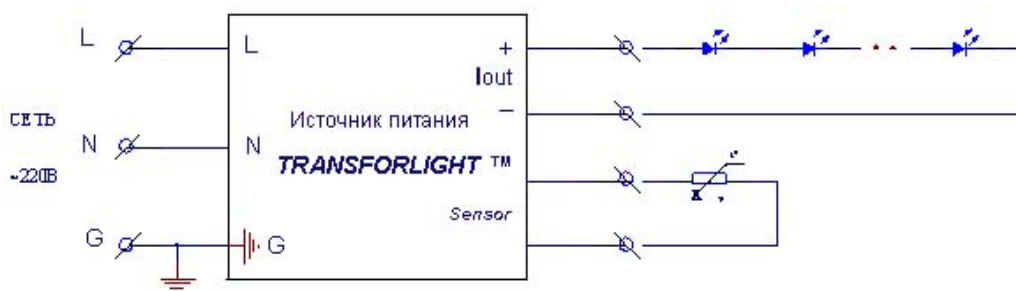 L
L
+
Iout
−
СЕТЬ
~220В
N
N
Источник питания
TRANSFORLIGHT ™
Sensor
G
G